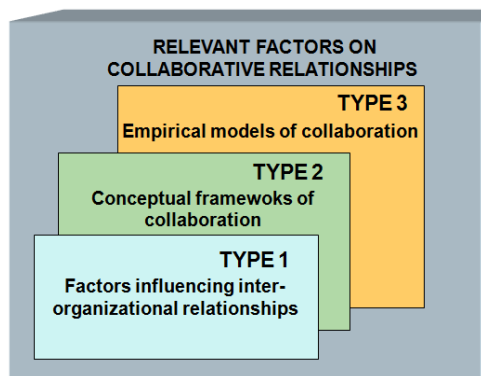 RELEVANT FACTORS ON
COLLABORATIVE RELATIONSHIPS
TYPE 3
Empirical models of collaboration
TYPE 2
Conceptual framewoks of
collaboration
TYPE 1
Factors influencing inter-
organizational relationships